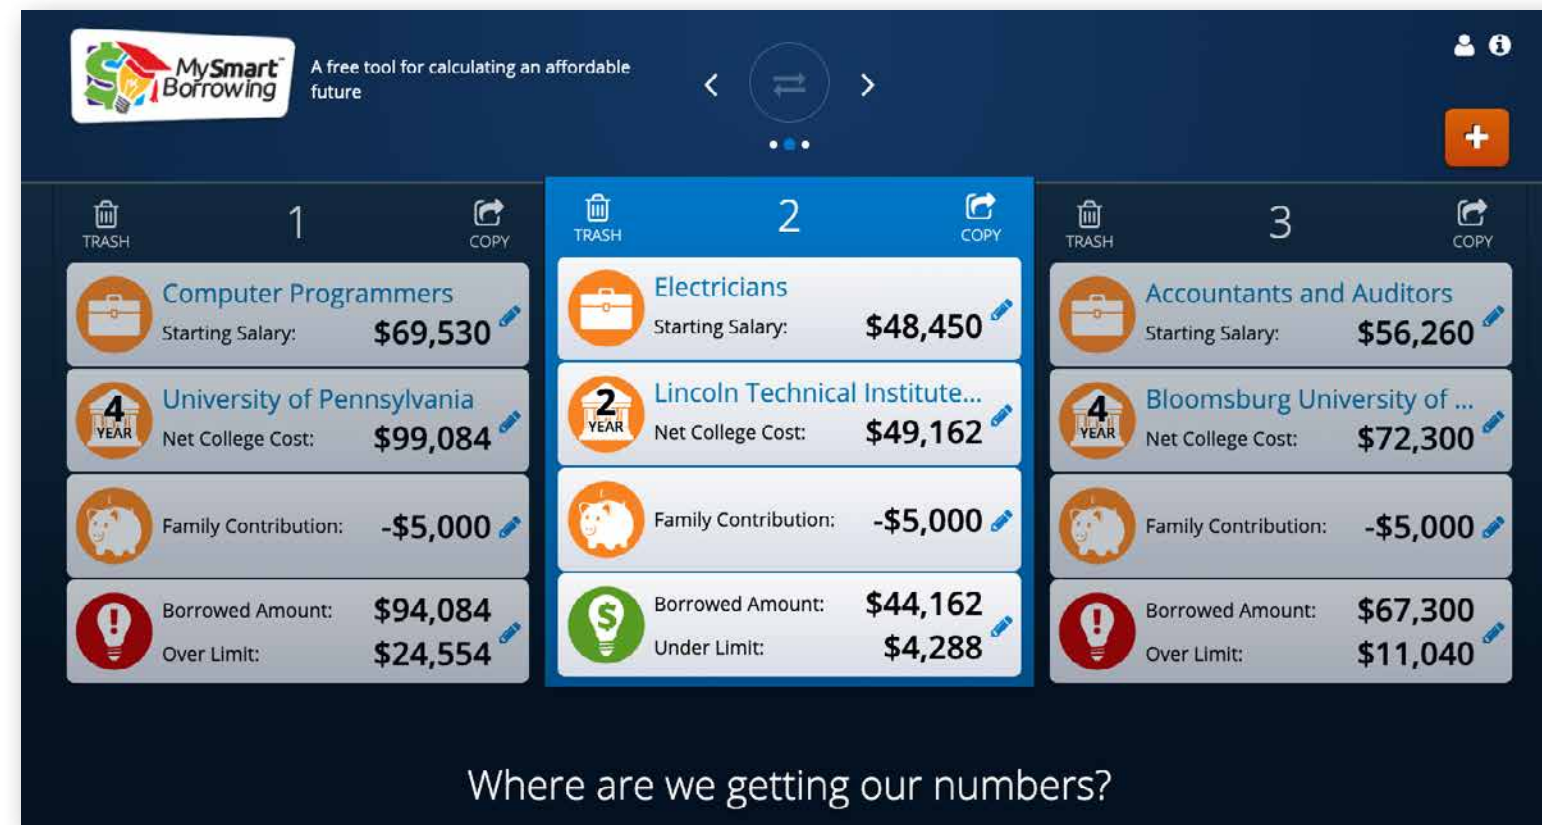 MySmart™
Borrowing
A free tool for calculating an affordable
future
TRASH
1
COPY
Computer Programmers
Starting Salary: $69,530
4
YEAR
University of Pennsylvania
Net College Cost: $99,084
Family Contribution: -$5,000
Borrowed Amount: $94,084
Over Limit: $24,554
TRASH
2
COPY
Electricians
Starting Salary: $48,450
2
YEAR
Lincoln Technical Institute...
Net College Cost: $49,162
Family Contribution: -$5,000
Borrowed Amount: $44,162
Under Limit: $4,288
TRASH
3
COPY
Accountants and Auditors
Starting Salary: $56,260
4
YEAR
Bloomsburg University of ...
Net College Cost: $72,300
Family Contribution: -$5,000
Borrowed Amount: $67,300
Over Limit: $11,040
Where are we getting our numbers?